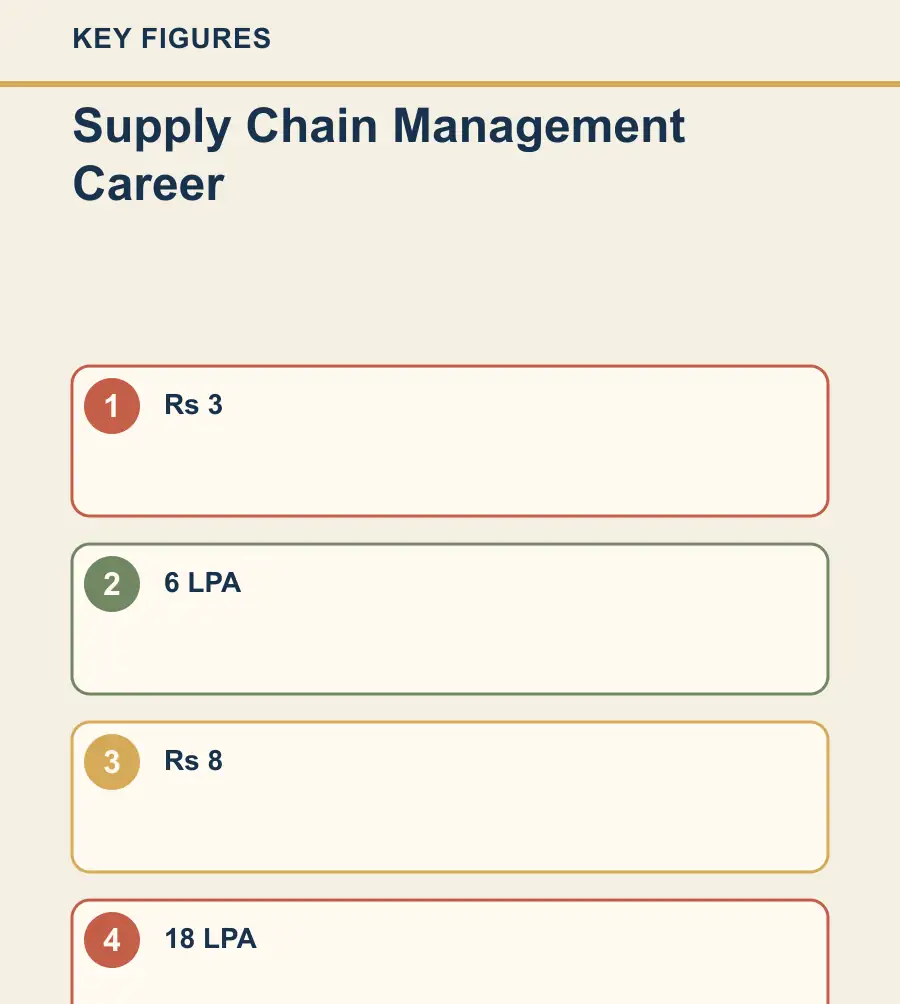 KEY FIGURES
Supply Chain Management
Career
1 Rs 3
2 6 LPA
3 Rs 8
4 18 LPA